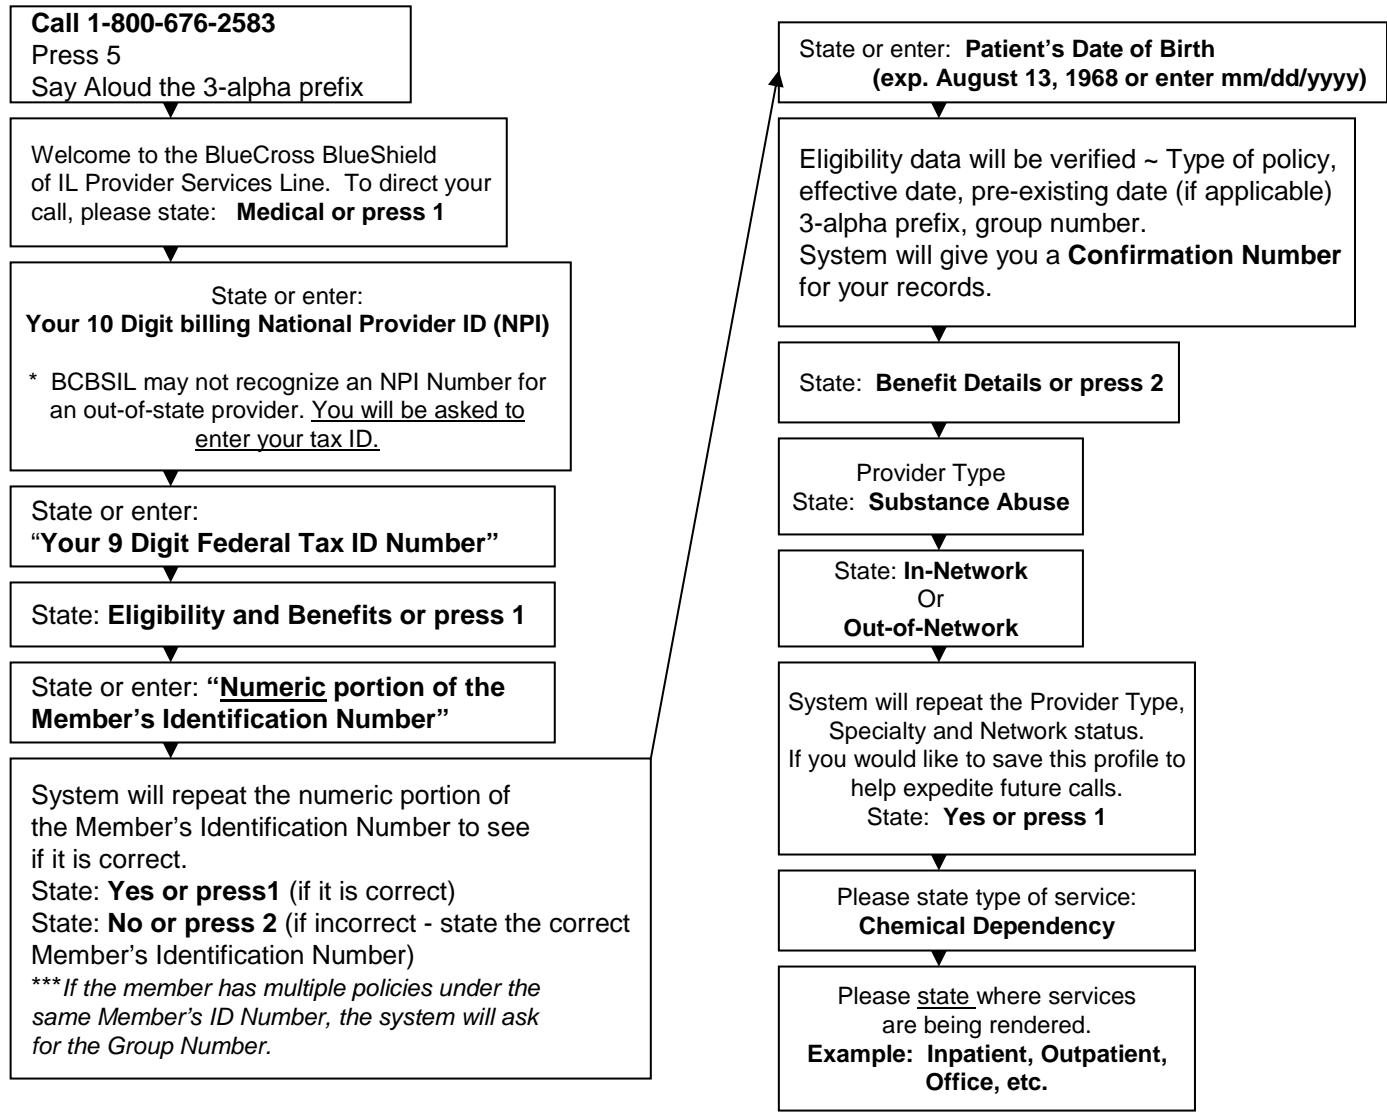 Call 1-800-676-2583
Press 5
Say Aloud the 3-alpha prefix
Welcome to the BlueCross BlueShield
of IL Provider Services Line. To direct your
call, please state: Medical or press 1
State or enter:
Your 10 Digit billing National Provider ID (NPI)
* BCBSIL may not recognize an NPI Number for
an out-of-state provider. You will be asked to
enter your tax ID.
State or enter:
“Your 9 Digit Federal Tax ID Number”
State: Eligibility and Benefits or press 1
State or enter: “Numeric portion of the
Member’s Identification Number”
System will repeat the numeric portion of
the Member’s Identification Number to see
if it is correct.
State: Yes or press1 (if it is correct)
State: No or press 2 (if incorrect - state the correct
Member’s Identification Number)
***If the member has multiple policies under the
same Member’s ID Number, the system will ask
for the Group Number.
State or enter: Patient’s Date of Birth
(exp. August 13, 1968 or enter mm/dd/yyyy)
Eligibility data will be verified ~ Type of policy,
effective date, pre-existing date (if applicable)
3-alpha prefix, group number.
System will give you a Confirmation Number
for your records.
State: Benefit Details or press 2
Provider Type
State: Substance Abuse
State: In-Network
Or
Out-of-Network
System will repeat the Provider Type,
Specialty and Network status.
If you would like to save this profile to
help expedite future calls.
State: Yes or press 1
Please state type of service:
Chemical Dependency
Please state where services
are being rendered.
Example: Inpatient, Outpatient,
Office, etc.